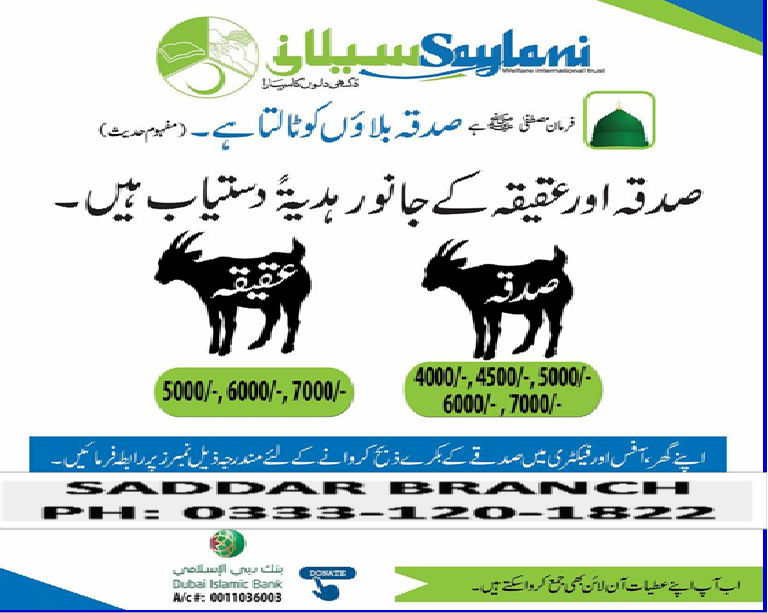 سیلانی Saylani
Welfare international trust
دکھی دلوں کا سہارا
فرمان مصطفیٰ ﷺ ہے صدقہ بلاؤں کو ٹالتا ہے۔ (مفہوم حدیث)
صدقہ اور عقیقہ کے جانور ہدیۃً دستیاب ہیں۔
صدقہ
عقیقہ
4000/-, 4500/-, 5000/-
6000/- , 7000/-
5000/-, 6000/-, 7000/-
اپنے گھر، آفس اور فیکٹری میں صدقے کے بکرے ذبح کروانے کے لئے مندرجہ ذیل نمبرز پر رابطہ فرمائیں۔
SADDAR BRANCH
PH: 0333-120-1822
بنك دبي الإسلامي
Dubai Islamic Bank
A/c#: 0011036003
DONATE
اب آپ اپنے عطیات آن لائن بھی جمع کروا سکتے ہیں۔